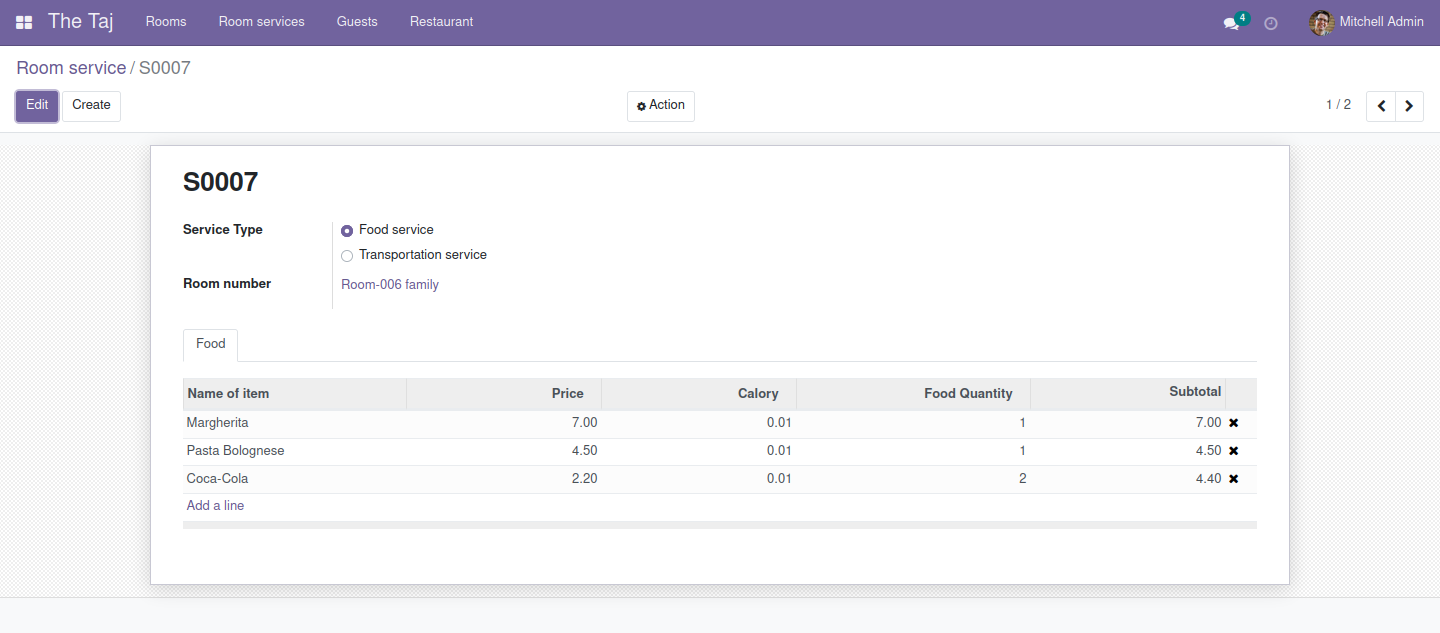 The Taj Rooms Room services Guests Restaurant 4 Mitchell Admin
Room service / S0007
Edit Create Action 1 / 2
S0007
Service Type Food service
Transportation service
Room number Room-006 family
Food
Name of item Price Calory Food Quantity Subtotal
Margherita 7.00 0.01 1 7.00
Pasta Bolognese 4.50 0.01 1 4.50
Coca-Cola 2.20 0.01 2 4.40
Add a line